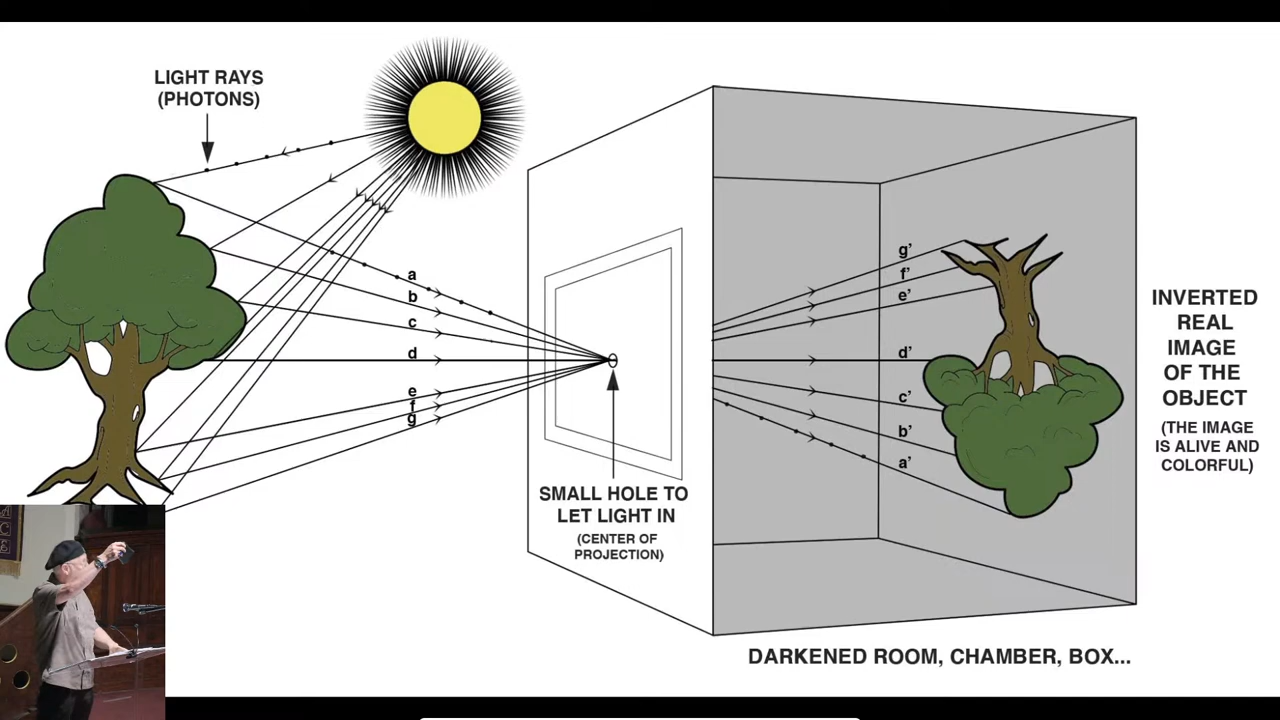 LIGHT RAYS
(PHOTONS)
a
b
c
d
e
f
g
SMALL HOLE TO
LET LIGHT IN
(CENTER OF
PROJECTION)
g’
f’
e’
d’
c’
b’
a’
INVERTED
REAL
IMAGE
OF THE
OBJECT
(THE IMAGE
IS ALIVE AND
COLORFUL)
DARKENED ROOM, CHAMBER, BOX...